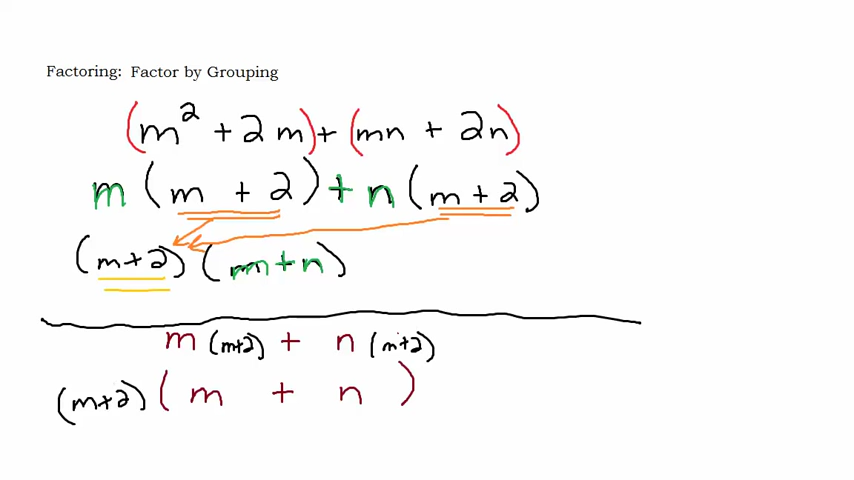 Factoring: Factor by Grouping
(m² + 2m) + (mn + 2n)
m (m + 2) + n (m + 2)
(m+2) (m+n)
m (m+2) + n (m+2)
(m+2) ( m + n )